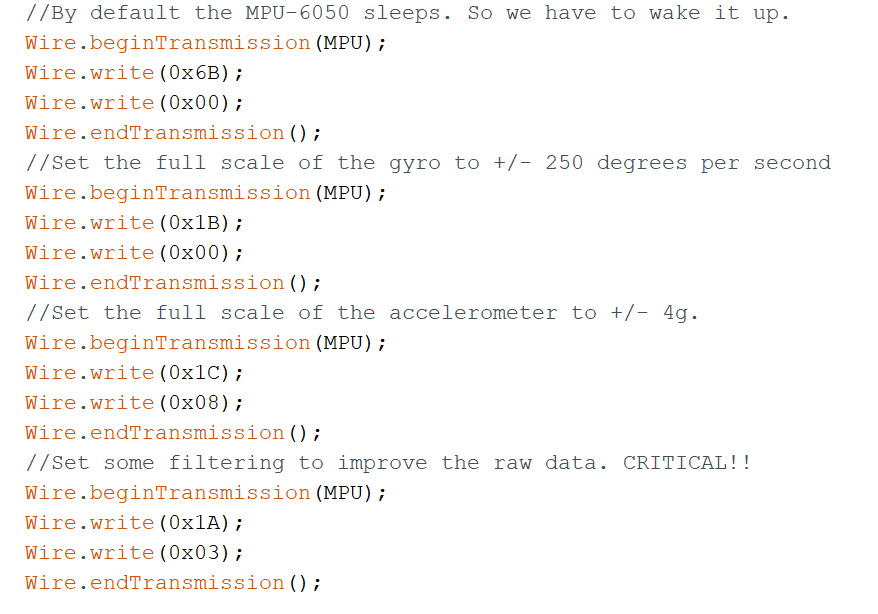 //By default the MPU-6050 sleeps. So we have to wake it up.
Wire.beginTransmission(MPU);
Wire.write(0x6B);
Wire.write(0x00);
Wire.endTransmission();
//Set the full scale of the gyro to +/- 250 degrees per second
Wire.beginTransmission(MPU);
Wire.write(0x1B);
Wire.write(0x00);
Wire.endTransmission();
//Set the full scale of the accelerometer to +/- 4g.
Wire.beginTransmission(MPU);
Wire.write(0x1C);
Wire.write(0x08);
Wire.endTransmission();
//Set some filtering to improve the raw data. CRITICAL!!
Wire.beginTransmission(MPU);
Wire.write(0x1A);
Wire.write(0x03);
Wire.endTransmission();